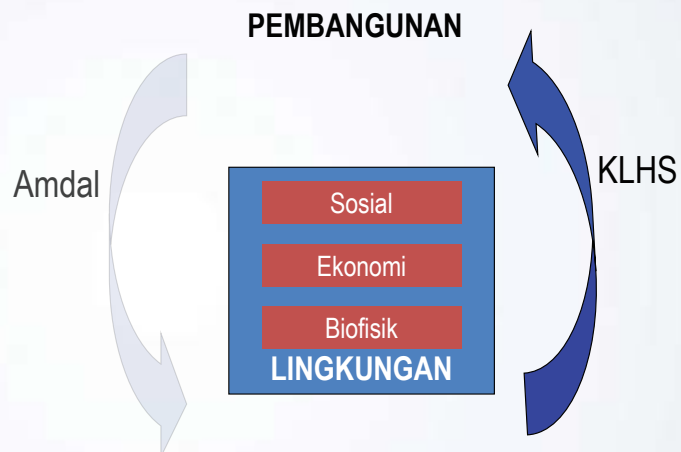 PEMBANGUNAN
Amdal
KLHS
Sosial
Ekonomi
Biofisik
LINGKUNGAN